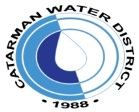 CATARMAN WATER DISTRICT
• 1988 •